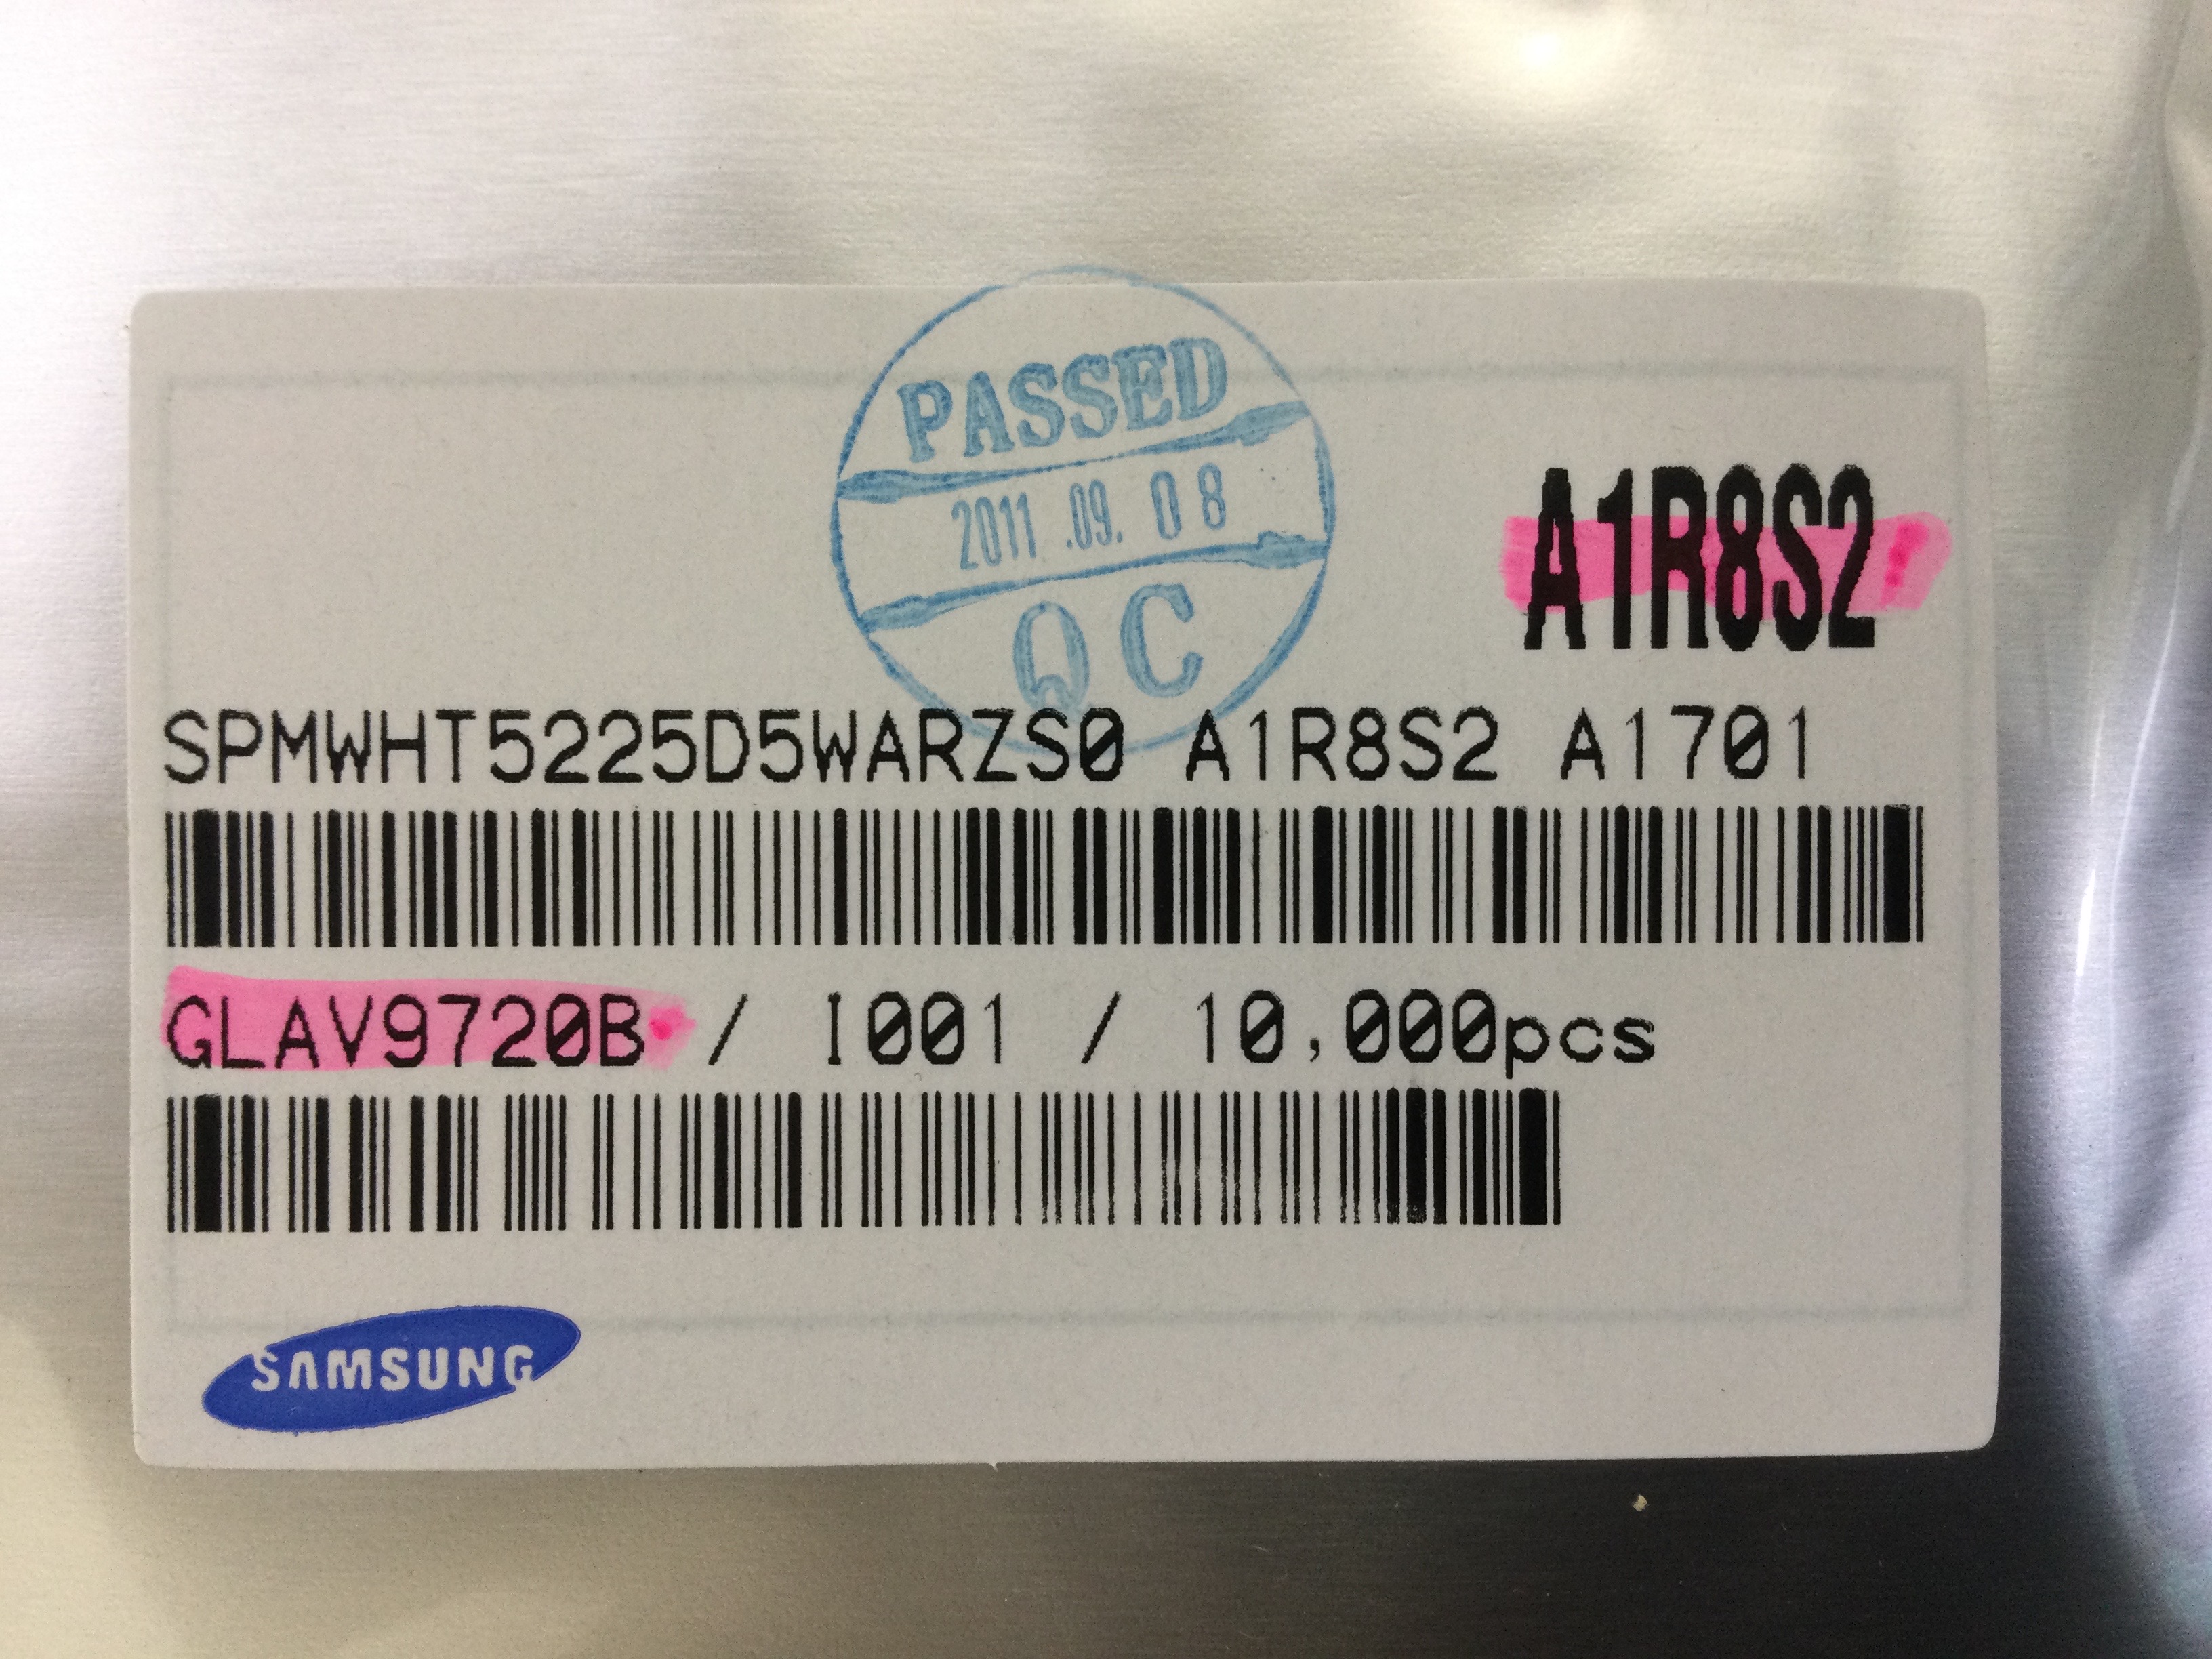 PASSED
2011 .09. 08
QC
A1R8S2
SPMWHT5225D5WARZS0 A1R8S2 A1701
GLAV9720B / I001 / 10,000pcs
SAMSUNG